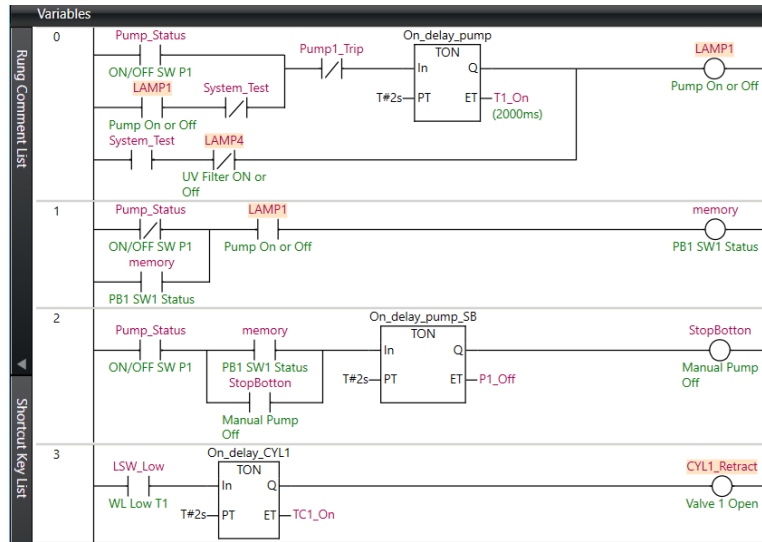 Variables
Rung Comment List
Shortcut Key List
0
Pump_Status
ON/OFF SW P1
LAMP1
Pump On or Off
System_Test
System_Test
LAMP4
UV Filter ON or
Off
Pump1_Trip
On_delay_pump
TON
In
Q
T#2s
PT
ET
T1_On
(2000ms)
LAMP1
Pump On or Off
1
Pump_Status
ON/OFF SW P1
memory
PB1 SW1 Status
LAMP1
Pump On or Off
memory
PB1 SW1 Status
2
Pump_Status
ON/OFF SW P1
memory
PB1 SW1 Status
StopBotton
Manual Pump
Off
On_delay_pump_SB
TON
In
Q
T#2s
PT
ET
P1_Off
StopBotton
Manual Pump
Off
3
LSW_Low
WL Low T1
On_delay_CYL1
TON
In
Q
T#2s
PT
ET
TC1_On
CYL1_Retract
Valve 1 Open